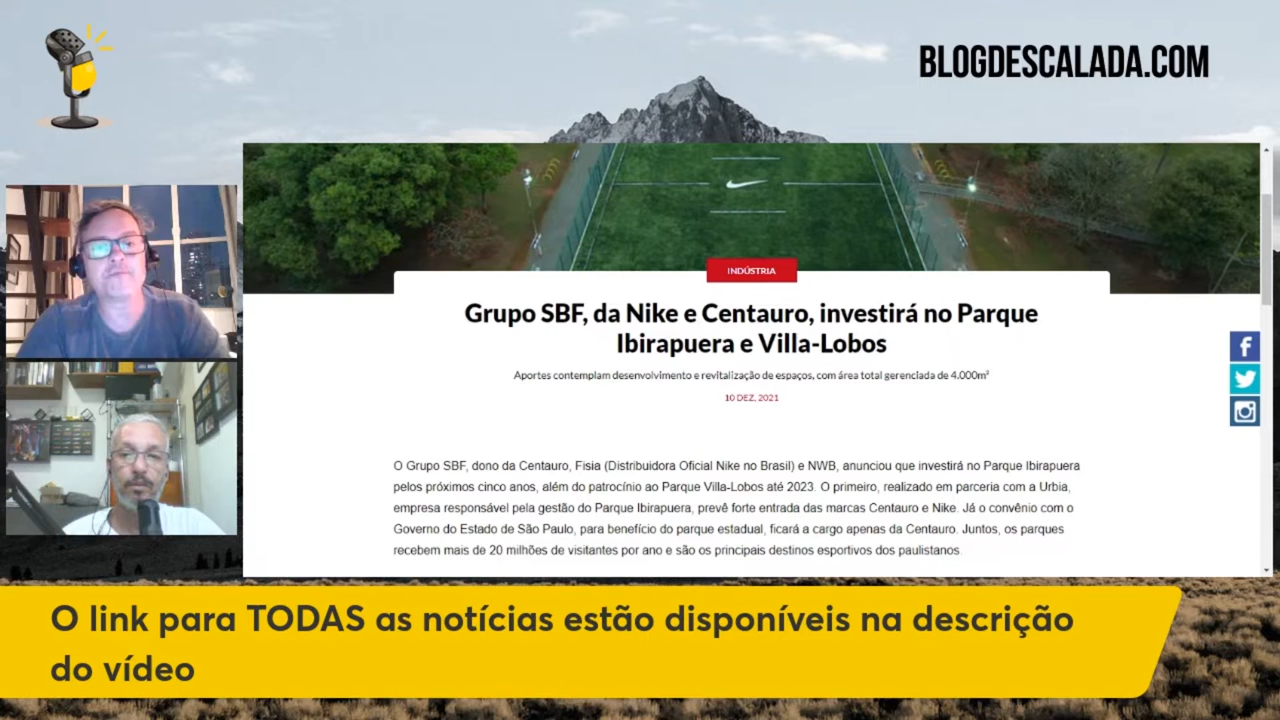 BLOGDESCALADA.COM
INDÚSTRIA
Grupo SBF, da Nike e Centauro, investirá no Parque
Ibirapuera e Villa-Lobos
Aportes contemplam desenvolvimento e revitalização de espaços, com área total gerenciada de 4.000m²
10 DEZ, 2021
O Grupo SBF, dono da Centauro, Fisia (Distribuidora Oficial Nike no Brasil) e NWB, anunciou que investirá no Parque Ibirapuera
pelos próximos cinco anos, além do patrocínio ao Parque Villa-Lobos até 2023. O primeiro, realizado em parceria com a Urbia,
empresa responsável pela gestão do Parque Ibirapuera, prevê forte entrada das marcas Centauro e Nike. Já o convênio com o
Governo do Estado de São Paulo, para benefício do parque estadual, ficará a cargo apenas da Centauro. Juntos, os parques
recebem mais de 20 milhões de visitantes por ano e são os principais destinos esportivos dos paulistanos.
O link para TODAS as notícias estão disponíveis na descrição
do vídeo